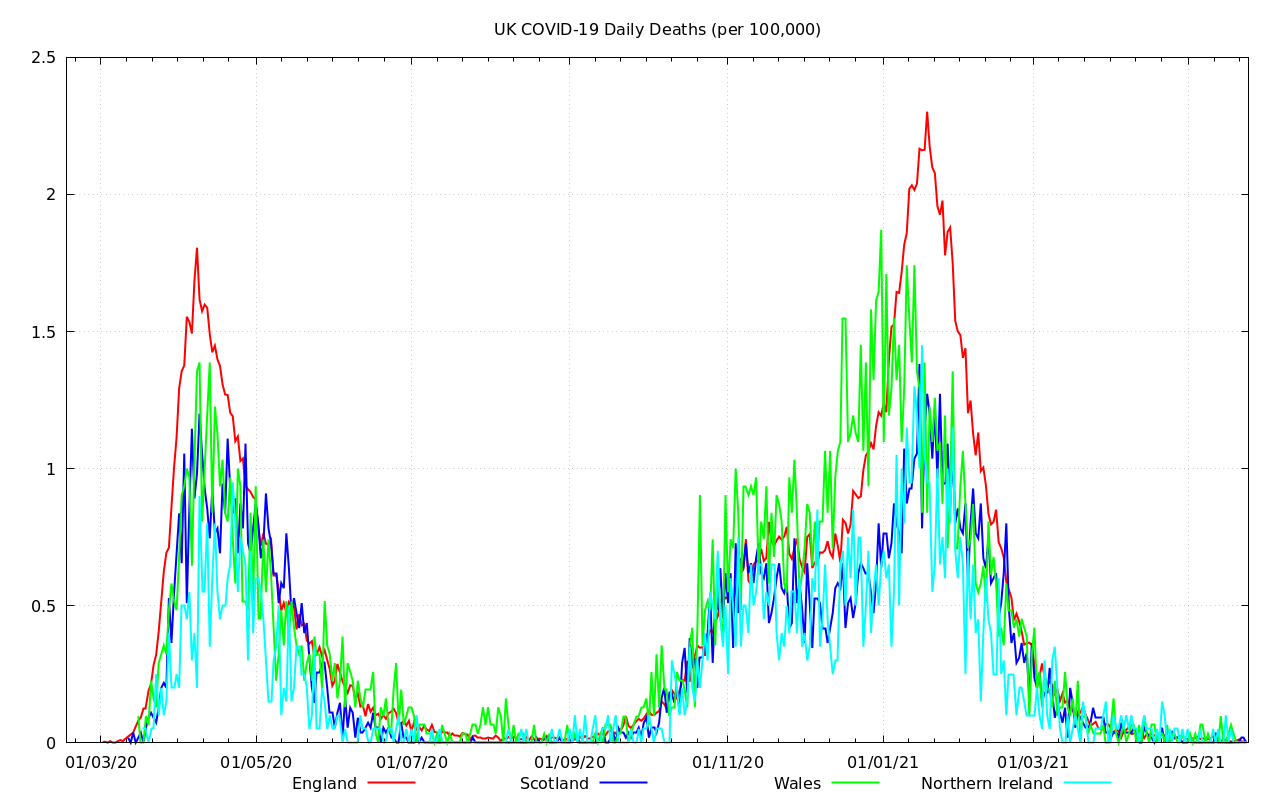 UK COVID-19 Daily Deaths (per 100,000)
2.5
2
1.5
1
0.5
0
01/03/20 01/05/20 01/07/20 01/09/20 01/11/20 01/01/21 01/03/21 01/05/21
England Scotland Wales Northern Ireland